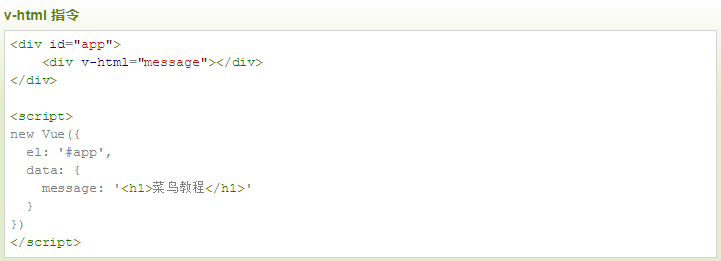 v-html 指令
<div id="app">
    <div v-html="message"></div>
</div>

<script>
new Vue({
  el: '#app',
  data: {
    message: '<h1>菜鸟教程</h1>'
  }
})
</script>